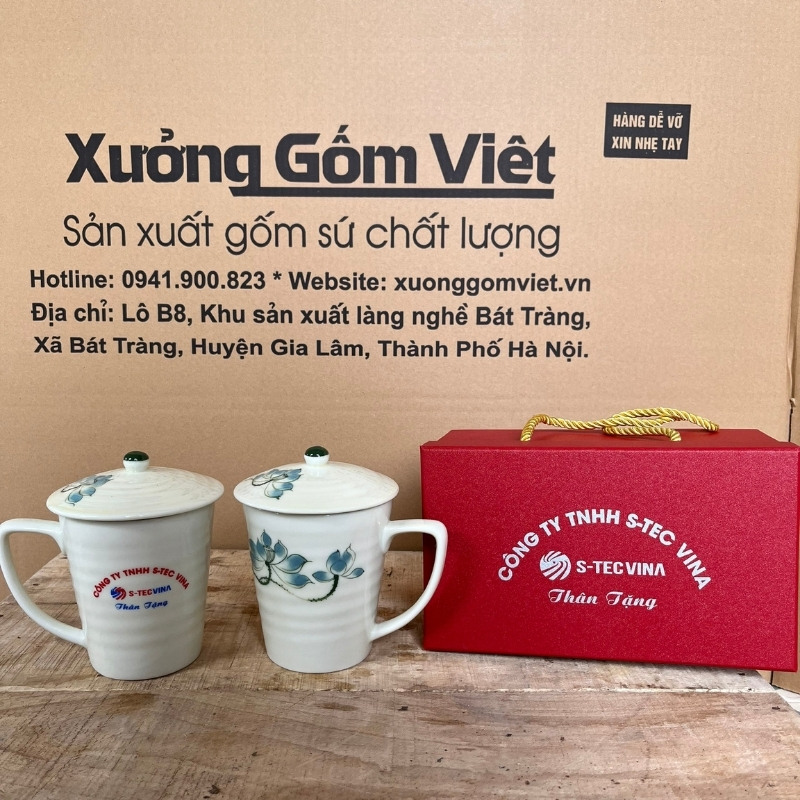 HÀNG DỄ VỠ
XIN NHẸ TAY
Xưởng Gốm Việt
Sản xuất gốm sứ chất lượng
Hotline: 0941.900.823 * Website: xuonggomviet.vn
Địa chỉ: Lô B8, Khu sản xuất làng nghề Bát Tràng,
Xã Bát Tràng, Huyện Gia Lâm, Thành Phố Hà Nội.
CÔNG TY TNHH S-TEC VINA
S-TECVINA
Thân Tặng
CÔNG TY TNHH S-TEC VINA
S-TECVINA
Thân Tặng